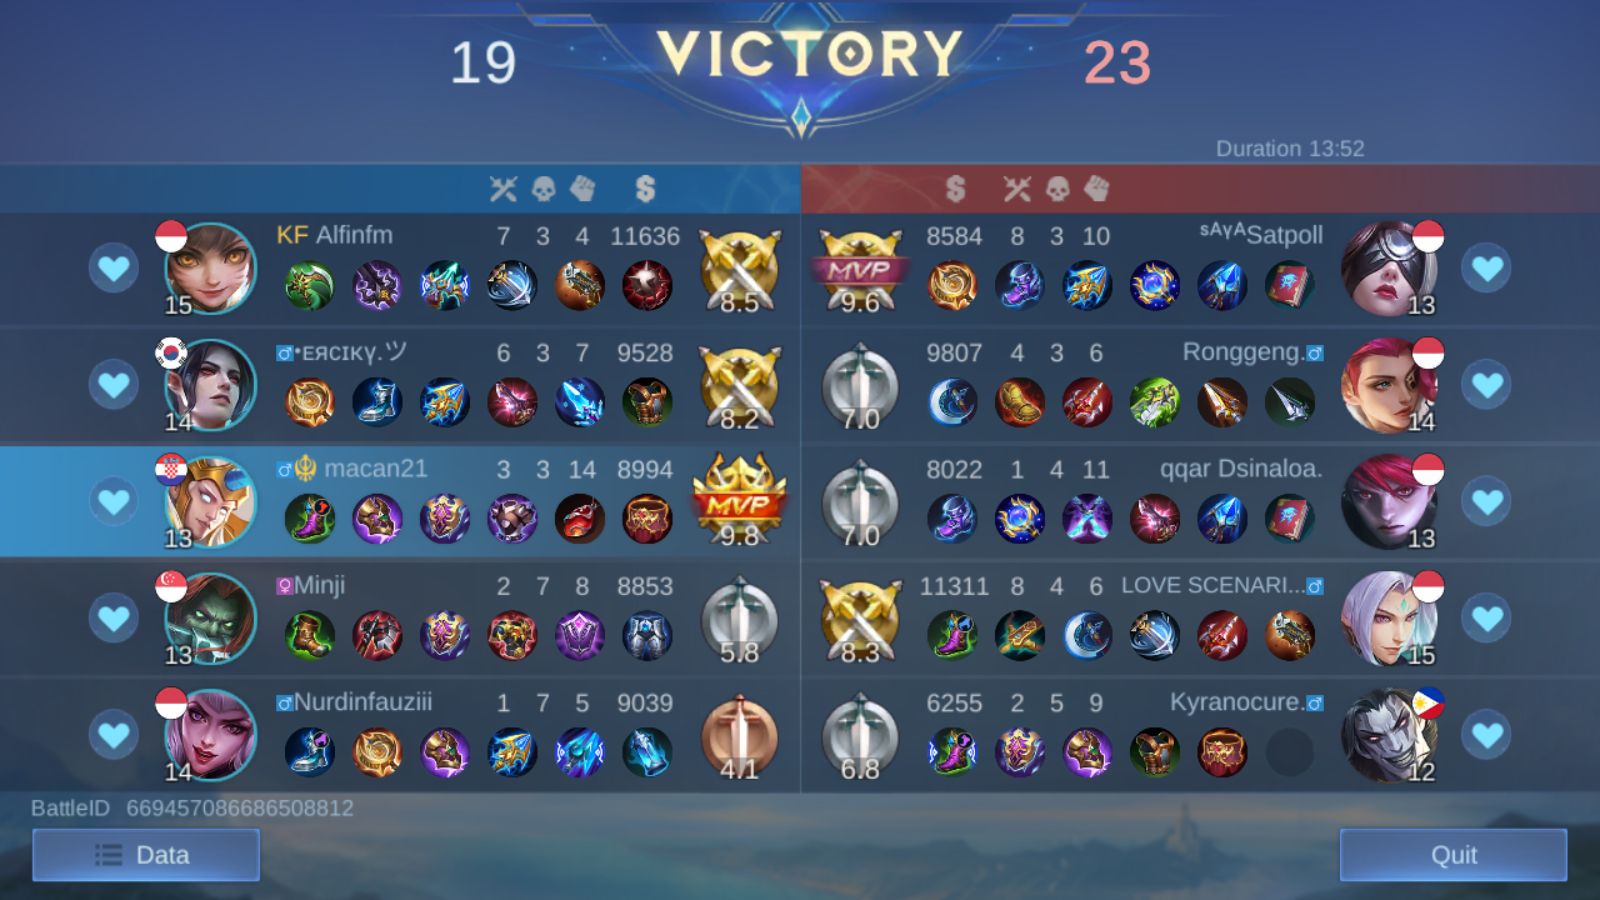 19 VICTORY 23
Duration 13:52
KF Alfinfm 7 3 4 11636
15 8.5
•ᴇяcɪκγ.ツ 6 3 7 9528
14 8.2
macan21 3 3 14 8994
MVP
13 9.8
Minji 2 7 8 8853
13 5.8
Nurdinfauziii 1 7 5 9039
14 4.1
8584 8 3 10 ˢᴬᵞᴬSatpoll
MVP
9.6 13
9807 4 3 6 Ronggeng.
7.0 14
8022 1 4 11 qqar Dsinaloa.
7.0 13
11311 8 4 6 LOVE SCENARI...
8.3 15
6255 2 5 9 Kyranocure.
6.8 12
BattleID 669457086686508812
Data Quit